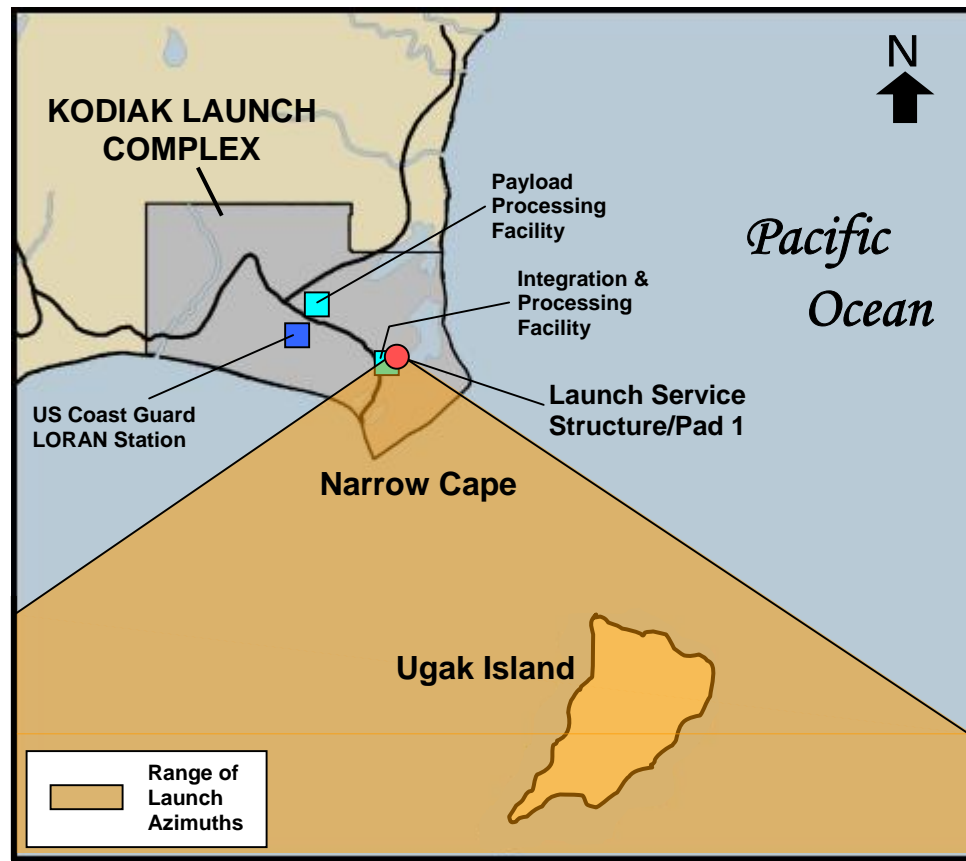 N
KODIAK LAUNCH
COMPLEX
Payload
Processing
Facility
Pacific
Ocean
Integration &
Processing
Facility
US Coast Guard
LORAN Station
Launch Service
Structure/Pad 1
Narrow Cape
Ugak Island
Range of
Launch
Azimuths